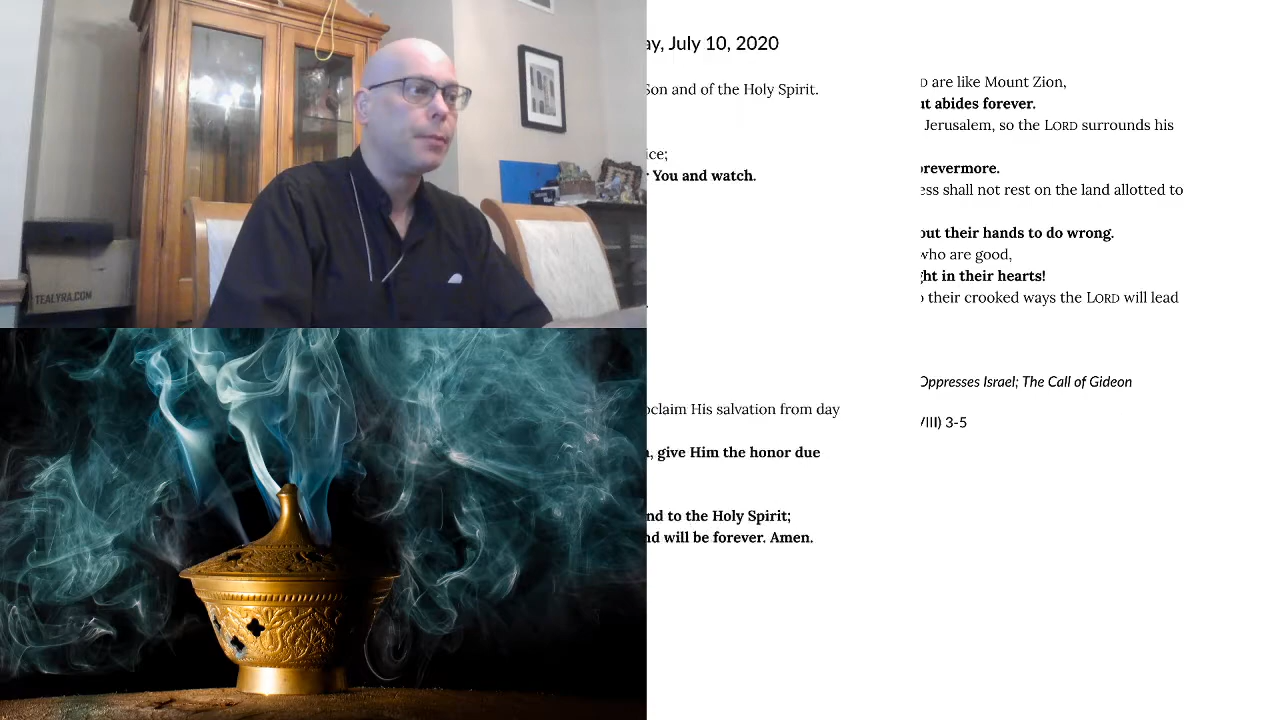 TEALYRA.COM
July 10, 2020
Son and of the Holy Spirit.
You and watch.
oclaim His salvation from day
give Him the honor due
nd to the Holy Spirit;
nd will be forever. Amen.
are like Mount Zion,
abides forever.
Jerusalem, so the LORD surrounds his
revermore.
ess shall not rest on the land allotted to
out their hands to do wrong.
who are good,
ght in their hearts!
their crooked ways the LORD will lead
Oppresses Israel; The Call of Gideon
VIII) 3-5